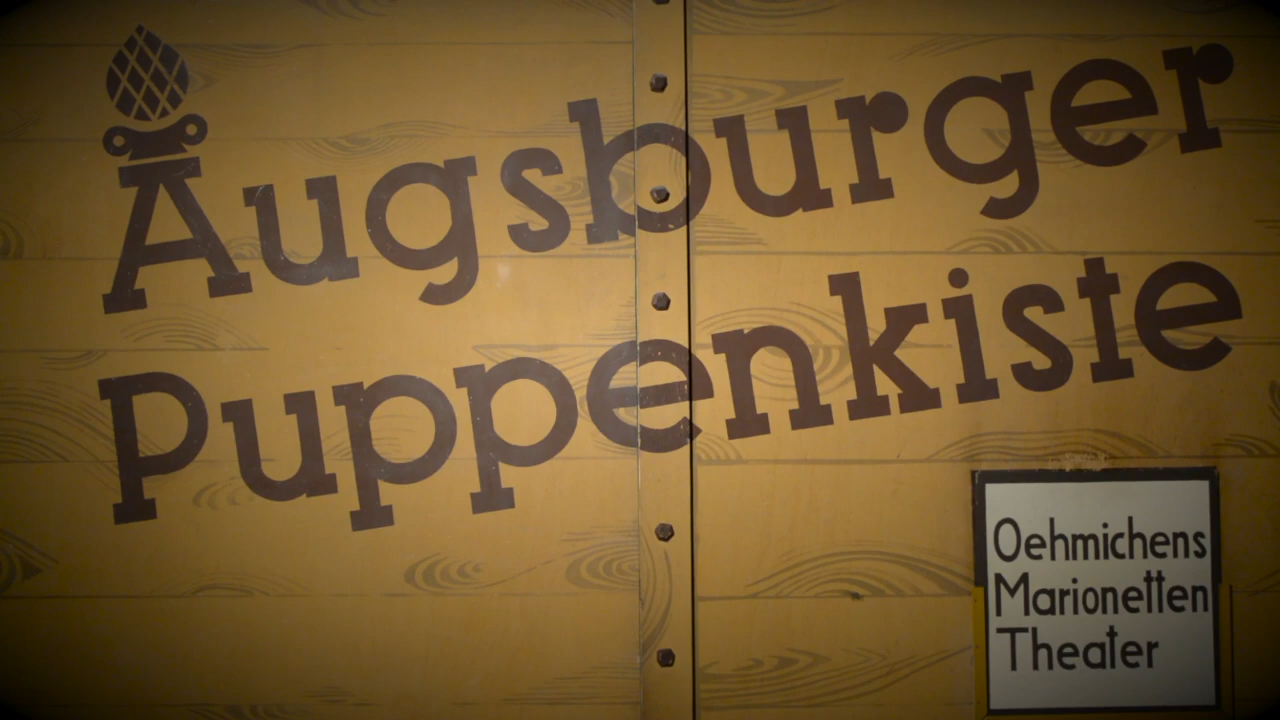 Augsburger
Puppenkiste
Oehmichens
Marionetten
Theater